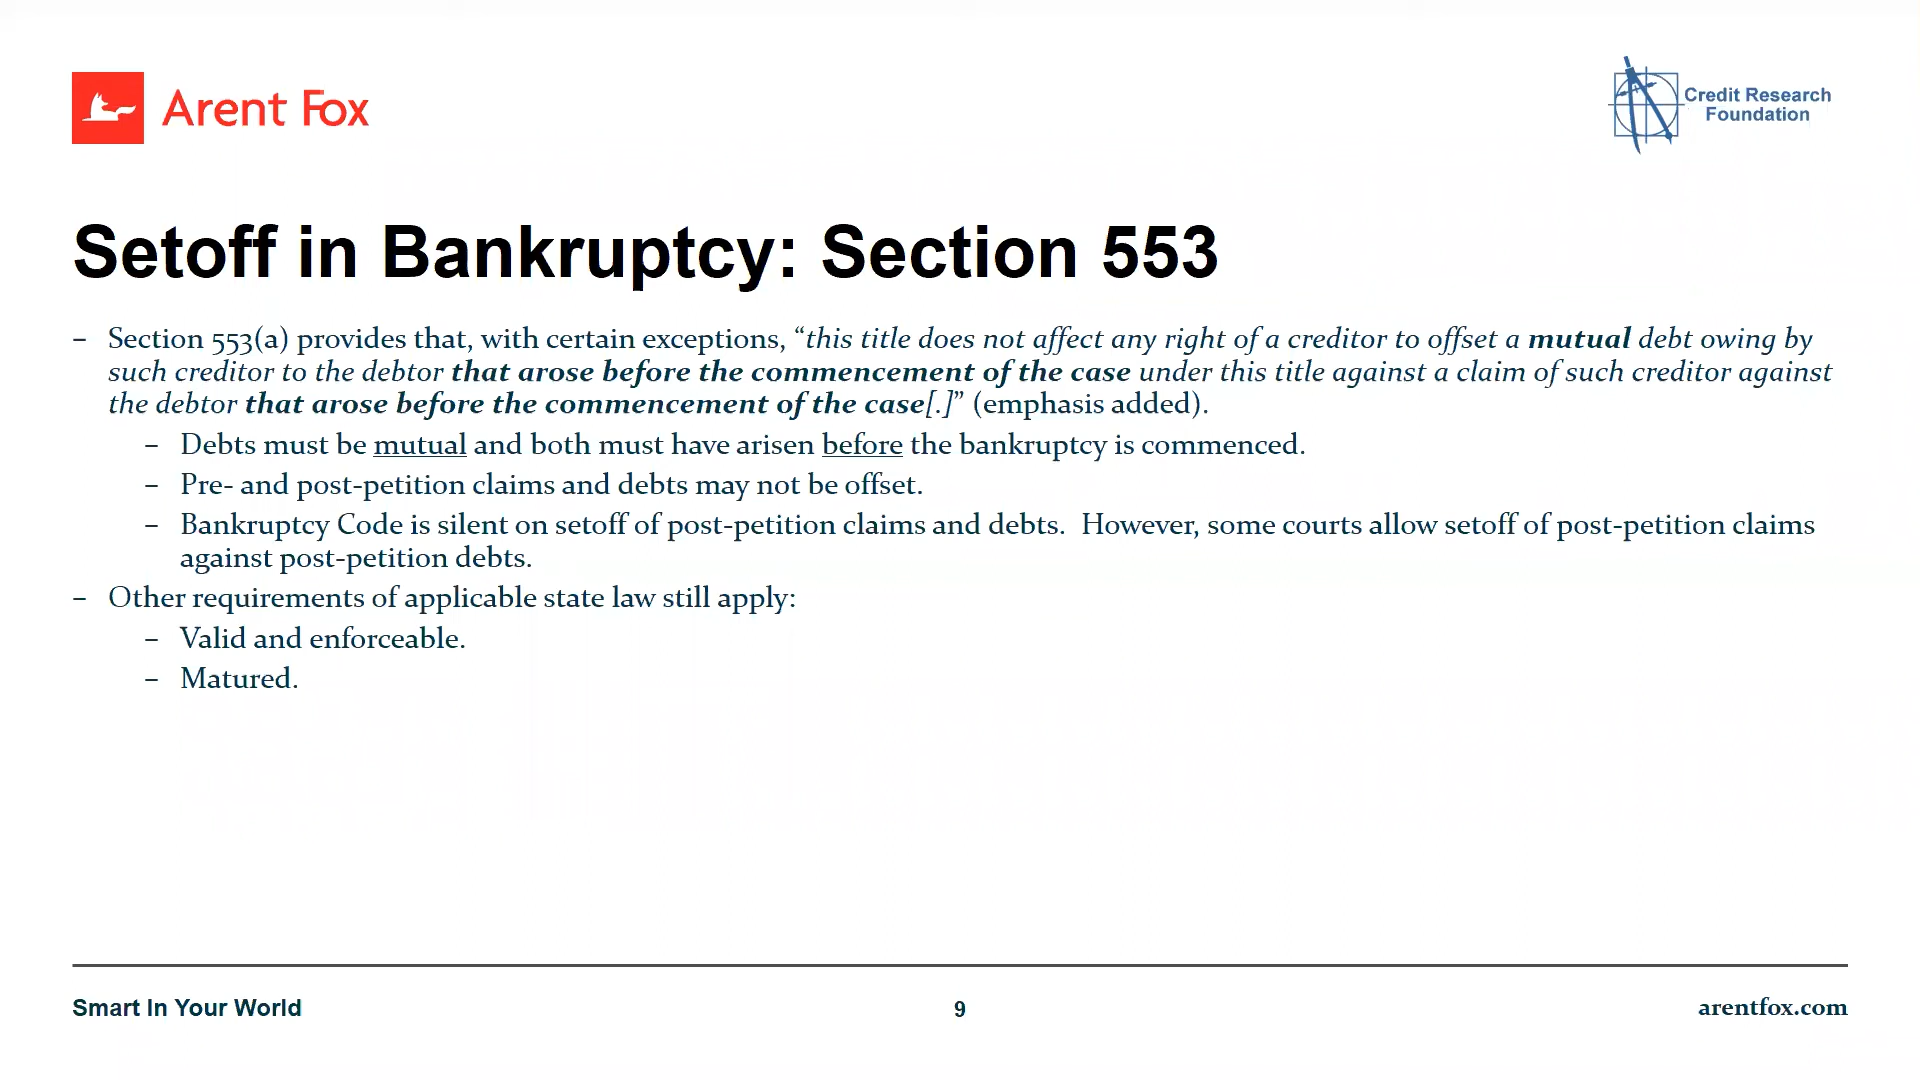 Arent Fox
Credit Research
Foundation
Setoff in Bankruptcy: Section 553
– Section 553(a) provides that, with certain exceptions, “this title does not affect any right of a creditor to offset a mutual debt owing by
such creditor to the debtor that arose before the commencement of the case under this title against a claim of such creditor against
the debtor that arose before the commencement of the case[.]” (emphasis added).
– Debts must be mutual and both must have arisen before the bankruptcy is commenced.
– Pre- and post-petition claims and debts may not be offset.
– Bankruptcy Code is silent on setoff of post-petition claims and debts.  However, some courts allow setoff of post-petition claims
against post-petition debts.
– Other requirements of applicable state law still apply:
– Valid and enforceable.
– Matured.
Smart In Your World
9
arentfox.com